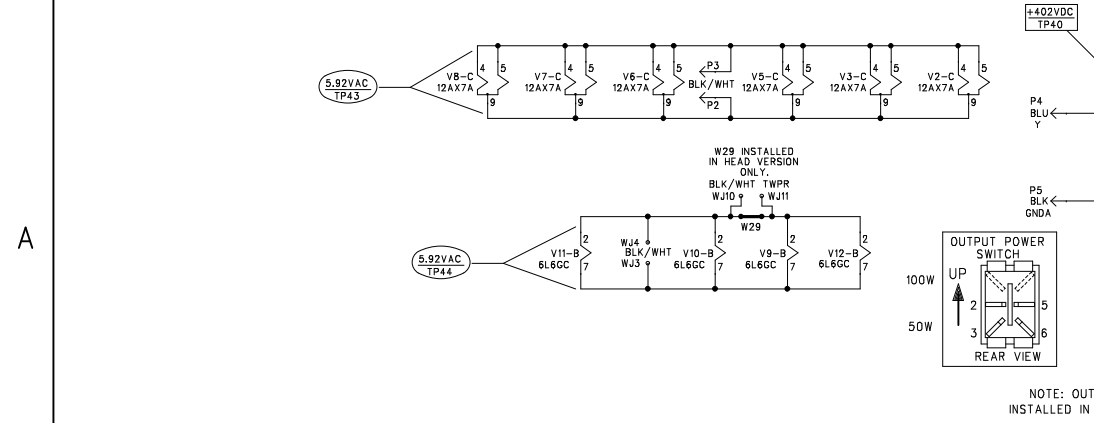 +402VDC
TP40
5.92VAC
TP43
4 5
V8-C
12AX7A
9
4 5
V7-C
12AX7A
9
4 5
V6-C
12AX7A
9
P3
BLK/WHT
P2
4 5
V5-C
12AX7A
9
4 5
V3-C
12AX7A
9
4 5
V2-C
12AX7A
9
P4
BLU
Y
W29 INSTALLED
IN HEAD VERSION
ONLY.
BLK/WHT TWPR
WJ10 WJ11
W29
P5
BLK
GNDA
A
5.92VAC
TP44
2
V11-B
6L6GC 7
WJ4
BLK/WHT
WJ3
2
V10-B
6L6GC 7
2
V9-B
6L6GC 7
2
V12-B
6L6GC 7
OUTPUT POWER
SWITCH
100W
UP
2 5
50W
3 6
REAR VIEW
NOTE: OUT
INSTALLED IN